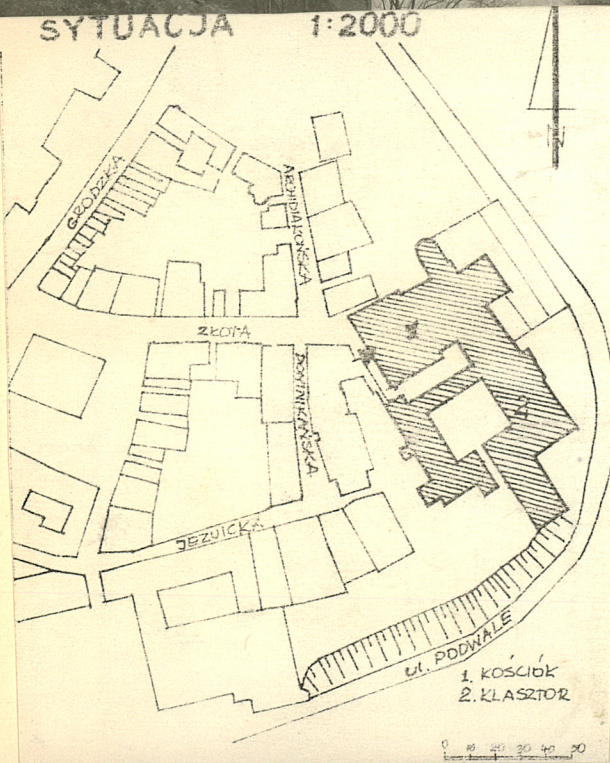 SYTUACJA 1:2000
N
GRODZKA
ARCHIDIAKOŃSKA
ZŁOTA
DOMINIKAŃSKA
JEZUICKA
1
2
ul. PODWALE
1. KOŚCIÓŁ
2. KLASZTOR
0 10 20 30 40 50